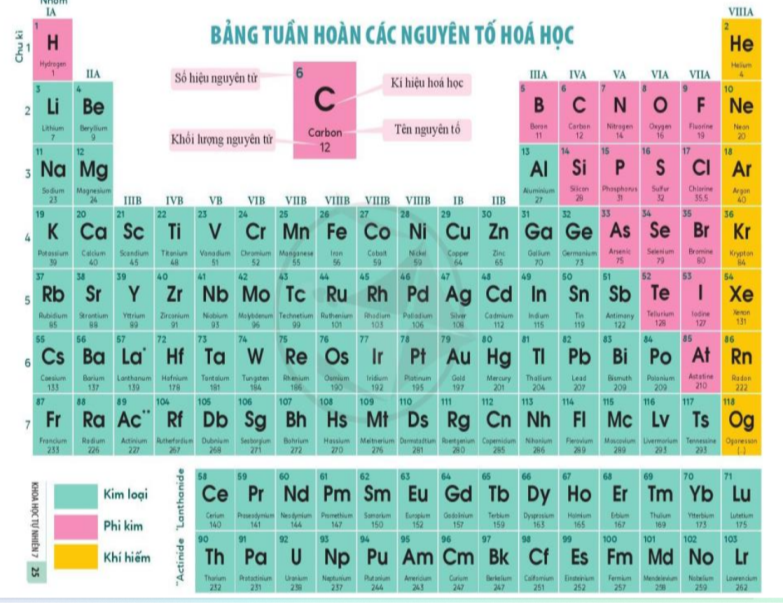 Nhóm
IA VIIIA
BẢNG TUẦN HOÀN CÁC NGUYÊN TỐ HOÁ HỌC
Chu kì
1
1 H Hydrogen 1
2 He Helium 4
Số hiệu nguyên tử
6
Kí hiệu hoá học
C
Carbon
Tên nguyên tố
Khối lượng nguyên tử
12
IIA IIIA IVA VA VIA VIIA
2
3 Li Lithium 7
4 Be Beryllium 9
5 B Boron 11
6 C Carbon 12
7 N Nitrogen 14
8 O Oxygen 16
9 F Fluorine 19
10 Ne Neon 20
3
11 Na Sodium 23
12 Mg Magnesium 24
13 Al Aluminium 27
14 Si Silicon 28
15 P Phosphorus 31
16 S Sulfur 32
17 Cl Chlorine 35,5
18 Ar Argon 40
IIIB IVB VB VIB VIIB VIIIB VIIIB VIIIB IB IIB
4
19 K Potassium 39
20 Ca Calcium 40
21 Sc Scandium 45
22 Ti Titanium 48
23 V Vanadium 51
24 Cr Chromium 52
25 Mn Manganese 55
26 Fe Iron 56
27 Co Cobalt 59
28 Ni Nickel 59
29 Cu Copper 64
30 Zn Zinc 65
31 Ga Gallium 70
32 Ge Germanium 73
33 As Arsenic 75
34 Se Selenium 79
35 Br Bromine 80
36 Kr Krypton 84
5
37 Rb Rubidium 85
38 Sr Strontium 88
39 Y Yttrium 89
40 Zr Zirconium 91
41 Nb Niobium 93
42 Mo Molybdenum 96
43 Tc Technetium 99
44 Ru Ruthenium 101
45 Rh Rhodium 103
46 Pd Palladium 106
47 Ag Silver 108
48 Cd Cadmium 112
49 In Indium 115
50 Sn Tin 119
51 Sb Antimony 122
52 Te Tellurium 128
53 I Iodine 127
54 Xe Xenon 131
6
55 Cs Caesium 133
56 Ba Barium 137
57 La* Lanthanum 139
72 Hf Hafnium 178
73 Ta Tantalum 181
74 W Tungsten 184
75 Re Rhenium 186
76 Os Osmium 190
77 Ir Iridium 192
78 Pt Platinum 195
79 Au Gold 197
80 Hg Mercury 201
81 Tl Thallium 204
82 Pb Lead 207
83 Bi Bismuth 209
84 Po Polonium 209
85 At Astatine 210
86 Rn Radon 222
7
87 Fr Francium 233
88 Ra Radium 226
89 Ac** Actinium 227
104 Rf Rutherfordium 267
105 Db Dubnium 268
106 Sg Seaborgium 271
107 Bh Bohrium 272
108 Hs Hassium 270
109 Mt Meitnerium 276
110 Ds Darmstadtium 281
111 Rg Roentgenium 280
112 Cn Copernicium 285
113 Nh Nihonium 286
114 Fl Flerovium 289
115 Mc Moscovium 289
116 Lv Livermorium 293
117 Ts Tennessine 293
118 Og Oganesson (...)
Kim loại
Phi kim
Khí hiếm
*Lanthanide
58 Ce Cerium 140
59 Pr Praseodymium 141
60 Nd Neodymium 144
61 Pm Promethium 147
62 Sm Samarium 150
63 Eu Europium 152
64 Gd Gadolinium 157
65 Tb Terbium 159
66 Dy Dysprosium 163
67 Ho Holmium 165
68 Er Erbium 167
69 Tm Thulium 169
70 Yb Ytterbium 173
71 Lu Lutetium 175
**Actinide
90 Th Thorium 232
91 Pa Protactinium 231
92 U Uranium 238
93 Np Neptunium 237
94 Pu Plutonium 244
95 Am Americium 243
96 Cm Curium 247
97 Bk Berkelium 247
98 Cf Californium 251
99 Es Einsteinium 252
100 Fm Fermium 257
101 Md Mendelevium 258
102 No Nobelium 259
103 Lr Lawrencium 262
KHOA HỌC TỰ NHIÊN 7
25